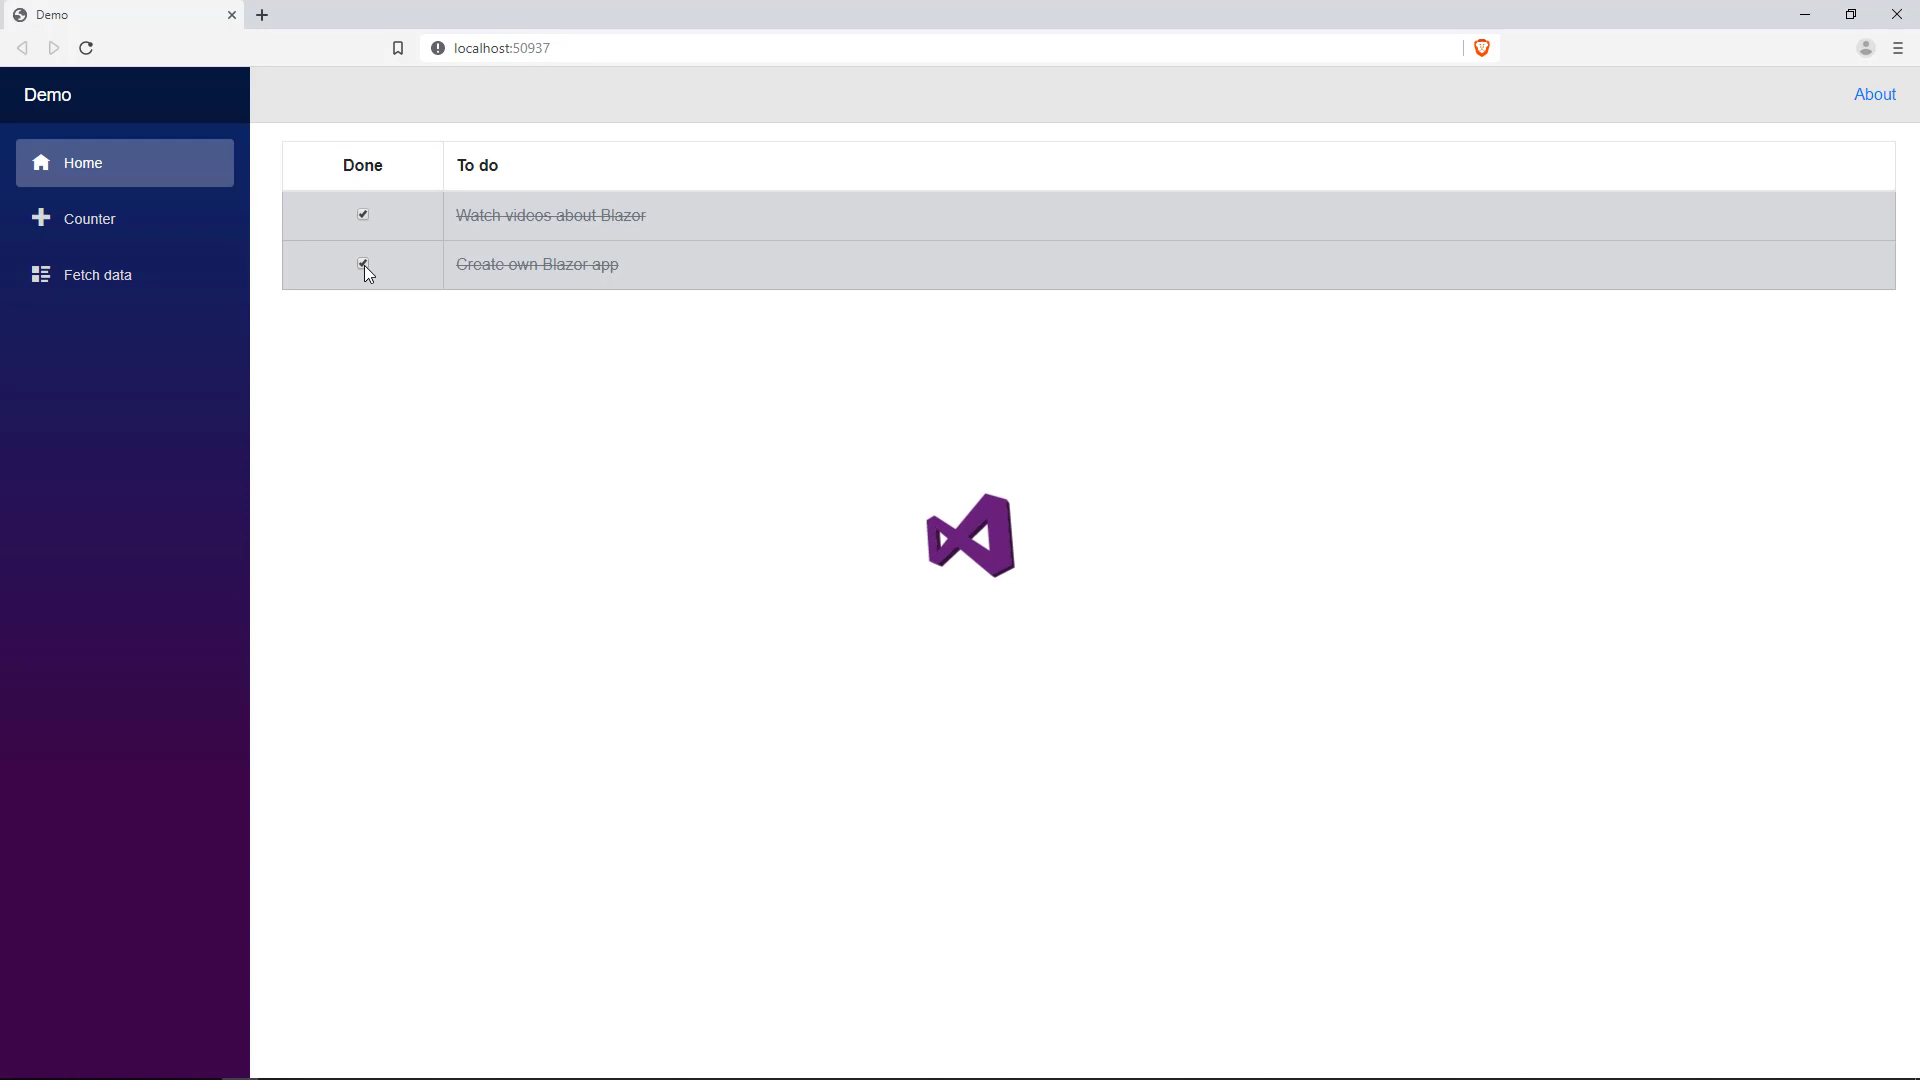 Demo
localhost:50937
Demo
About
Home
Counter
Fetch data
Done
To do
Watch videos about Blazor
Create own Blazor app